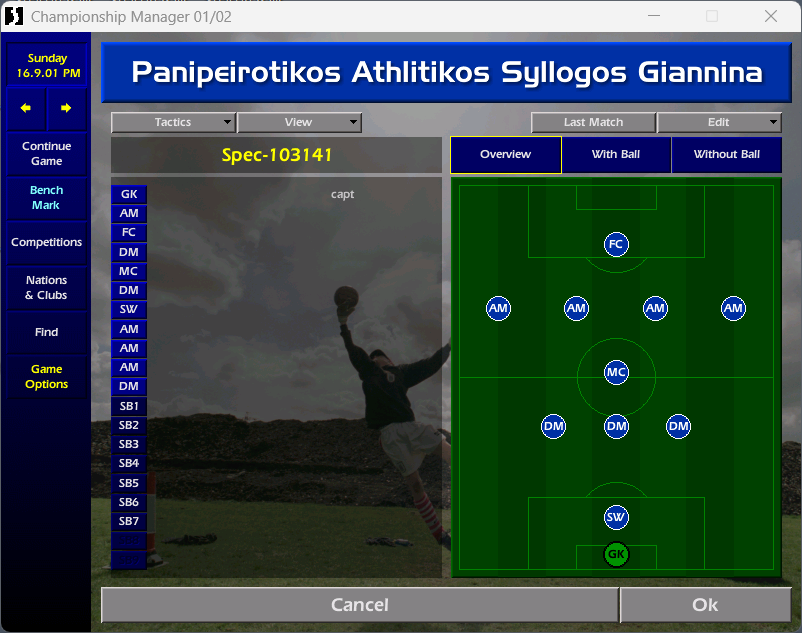 Championship Manager 01/02
Sunday
16.9.01 PM
Panipeirotikos Athlitikos Syllogos Giannina
Continue
Game
Bench
Mark
Competitions
Nations
& Clubs
Find
Game
Options
Tactics
View
Last Match
Edit
Spec-103141
Overview
With Ball
Without Ball
GK capt
AM
FC
DM
MC
DM
SW
AM
AM
AM
DM
SB1
SB2
SB3
SB4
SB5
SB6
SB7
FC
AM AM AM AM
MC
DM DM DM
SW
GK
Cancel
Ok